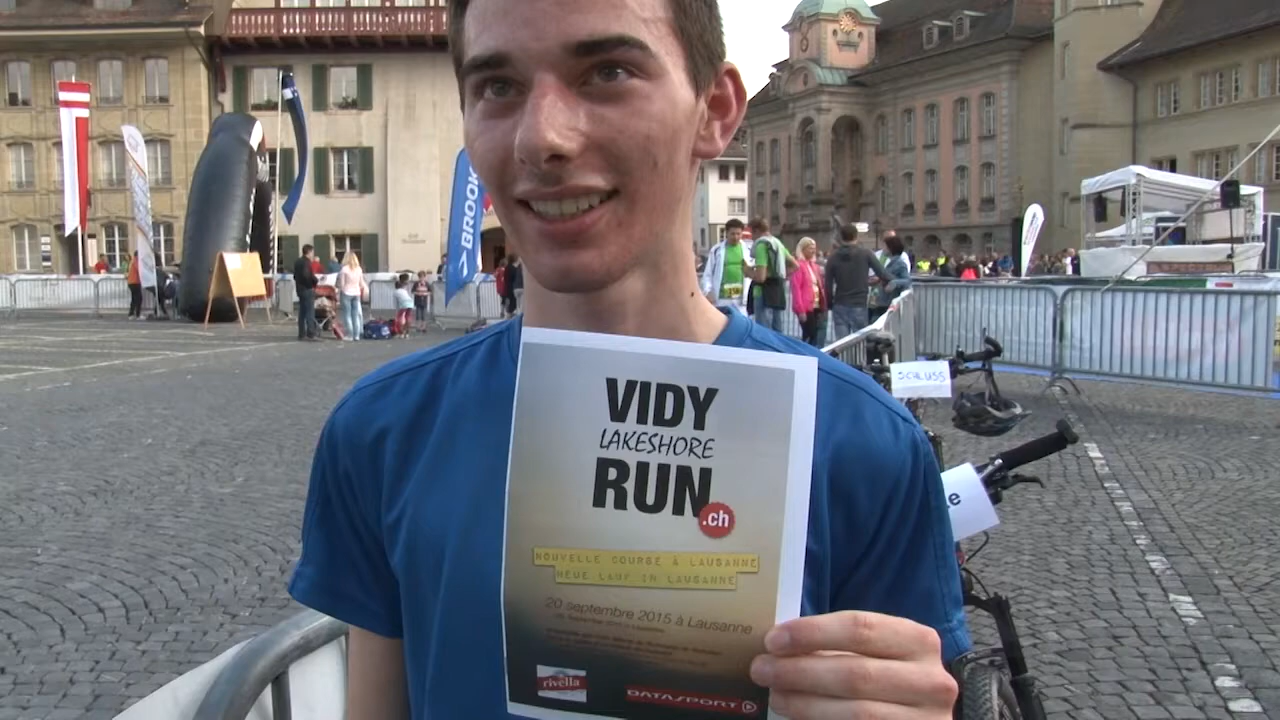 BROOK
SCHLUSS
e
VIDY
LAKESHORE
RUN
.ch
NOUVELLE COURSE À LAUSANNE
NEUE LAUF IN LAUSANNE
20 septembre 2015 à Lausanne
rivella
DATASPORT